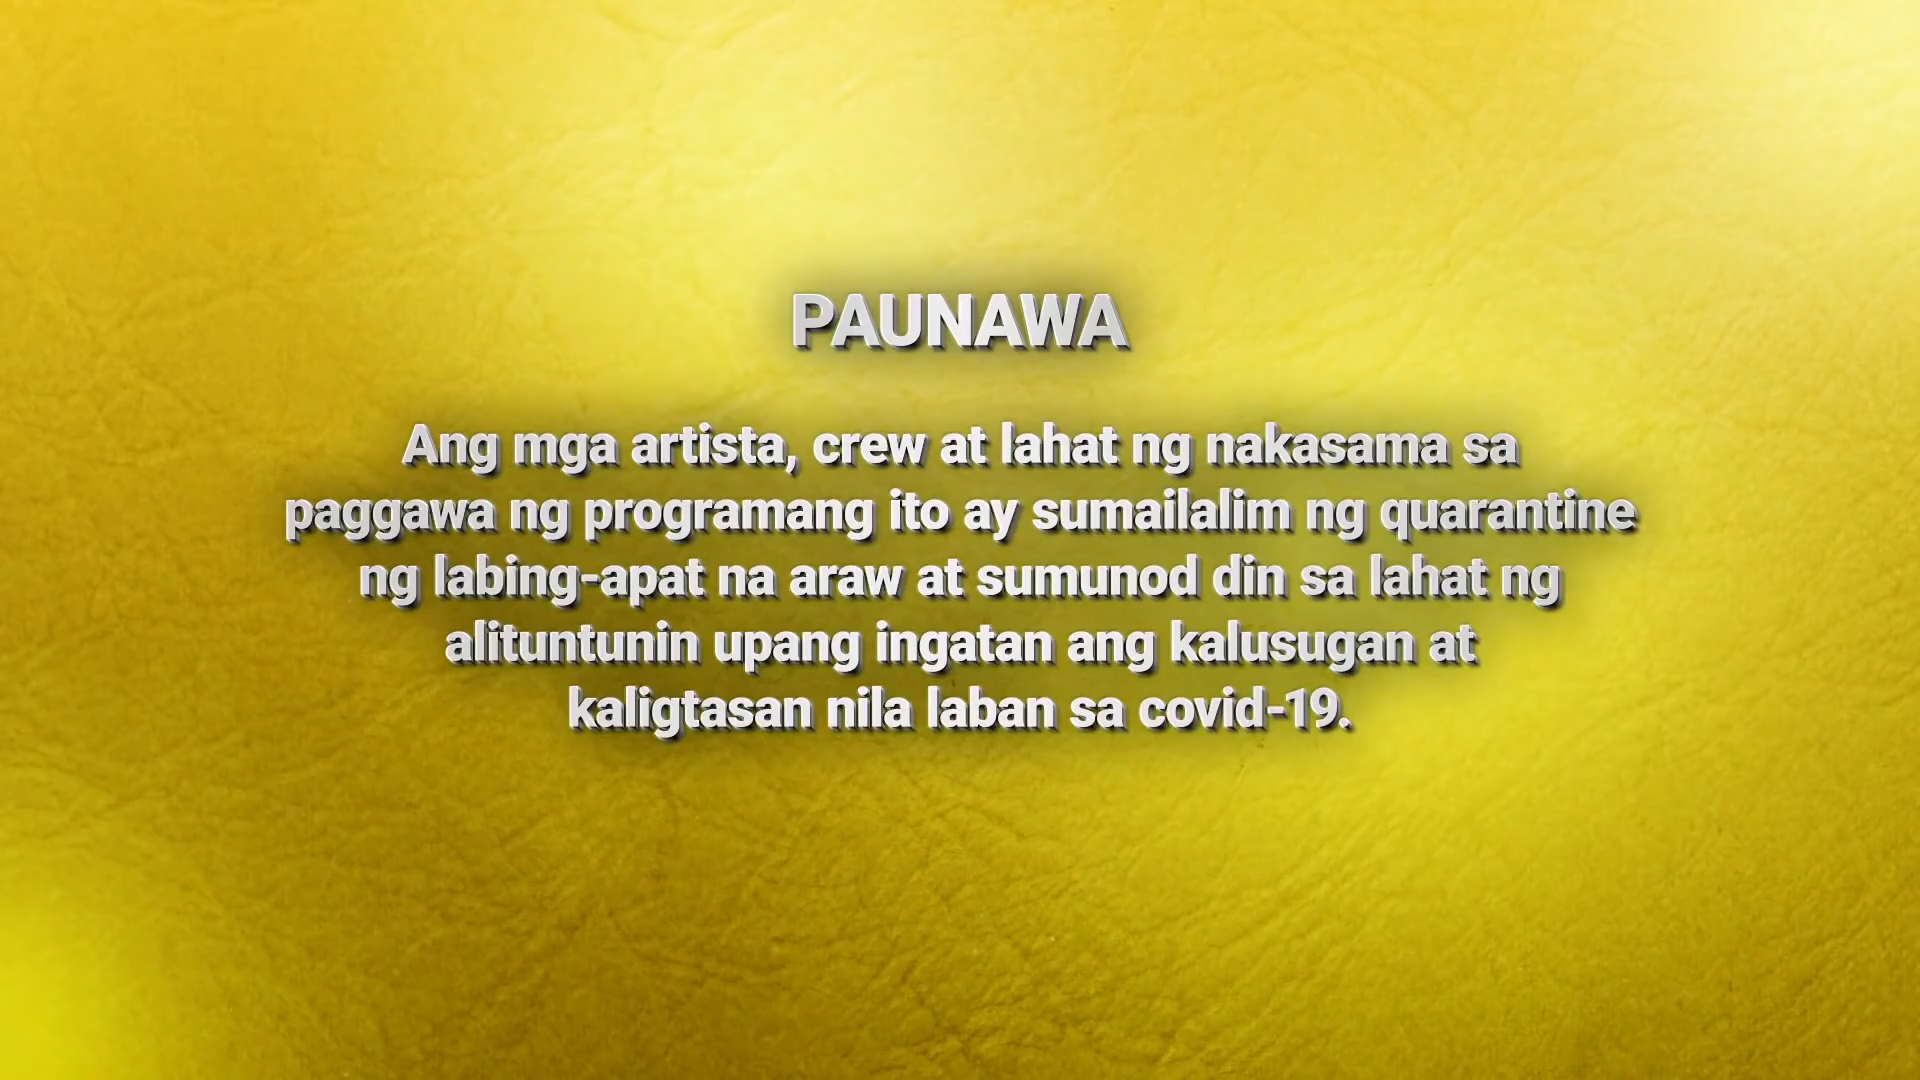 PAUNAWA
Ang mga artista, crew at lahat ng nakasama sa
paggawa ng programang ito ay sumailalim ng quarantine
ng labing-apat na araw at sumunod din sa lahat ng
alituntunin upang ingatan ang kalusugan at
kaligtasan nila laban sa covid-19.